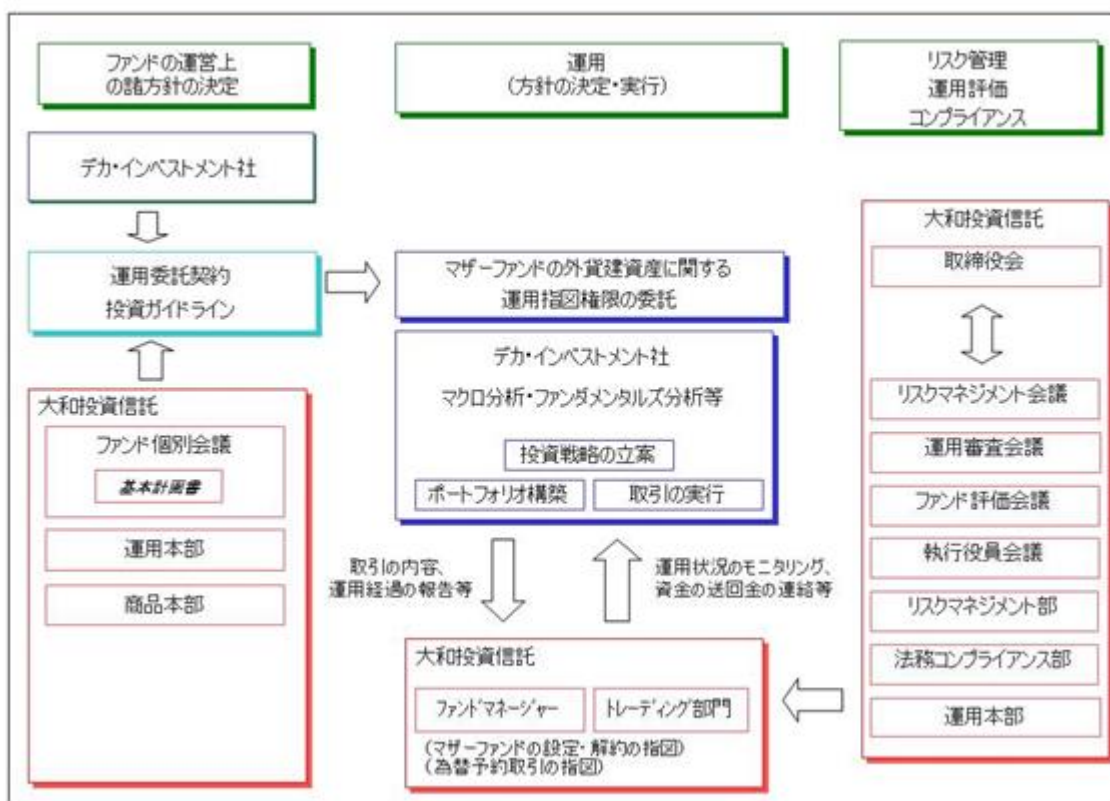 ファンドの運営上
の諸方針の決定
運用
(方針の決定・実行)
リスク管理
運用評価
コンプライアンス
デカ・インベストメント社
運用委託契約
投資ガイドライン
マザーファンドの外貨建資産に関する
運用指図権限の委託
デカ・インベストメント社
マクロ分析・ファンダメンタルズ分析等
投資戦略の立案
ポートフォリオ構築
取引の実行
大和投資信託
ファンド個別会議
基本計画書
運用本部
商品本部
取引の内容、
運用経過の報告等
運用状況のモニタリング、
資金の送回金の連絡等
大和投資信託
ファンドマネージャー
トレーディング部門
(マザーファンドの設定・解約の指図)
(為替予約取引の指図)
大和投資信託
取締役会
リスクマネジメント会議
運用審査会議
ファンド評価会議
執行役員会議
リスクマネジメント部
法務コンプライアンス部
運用本部